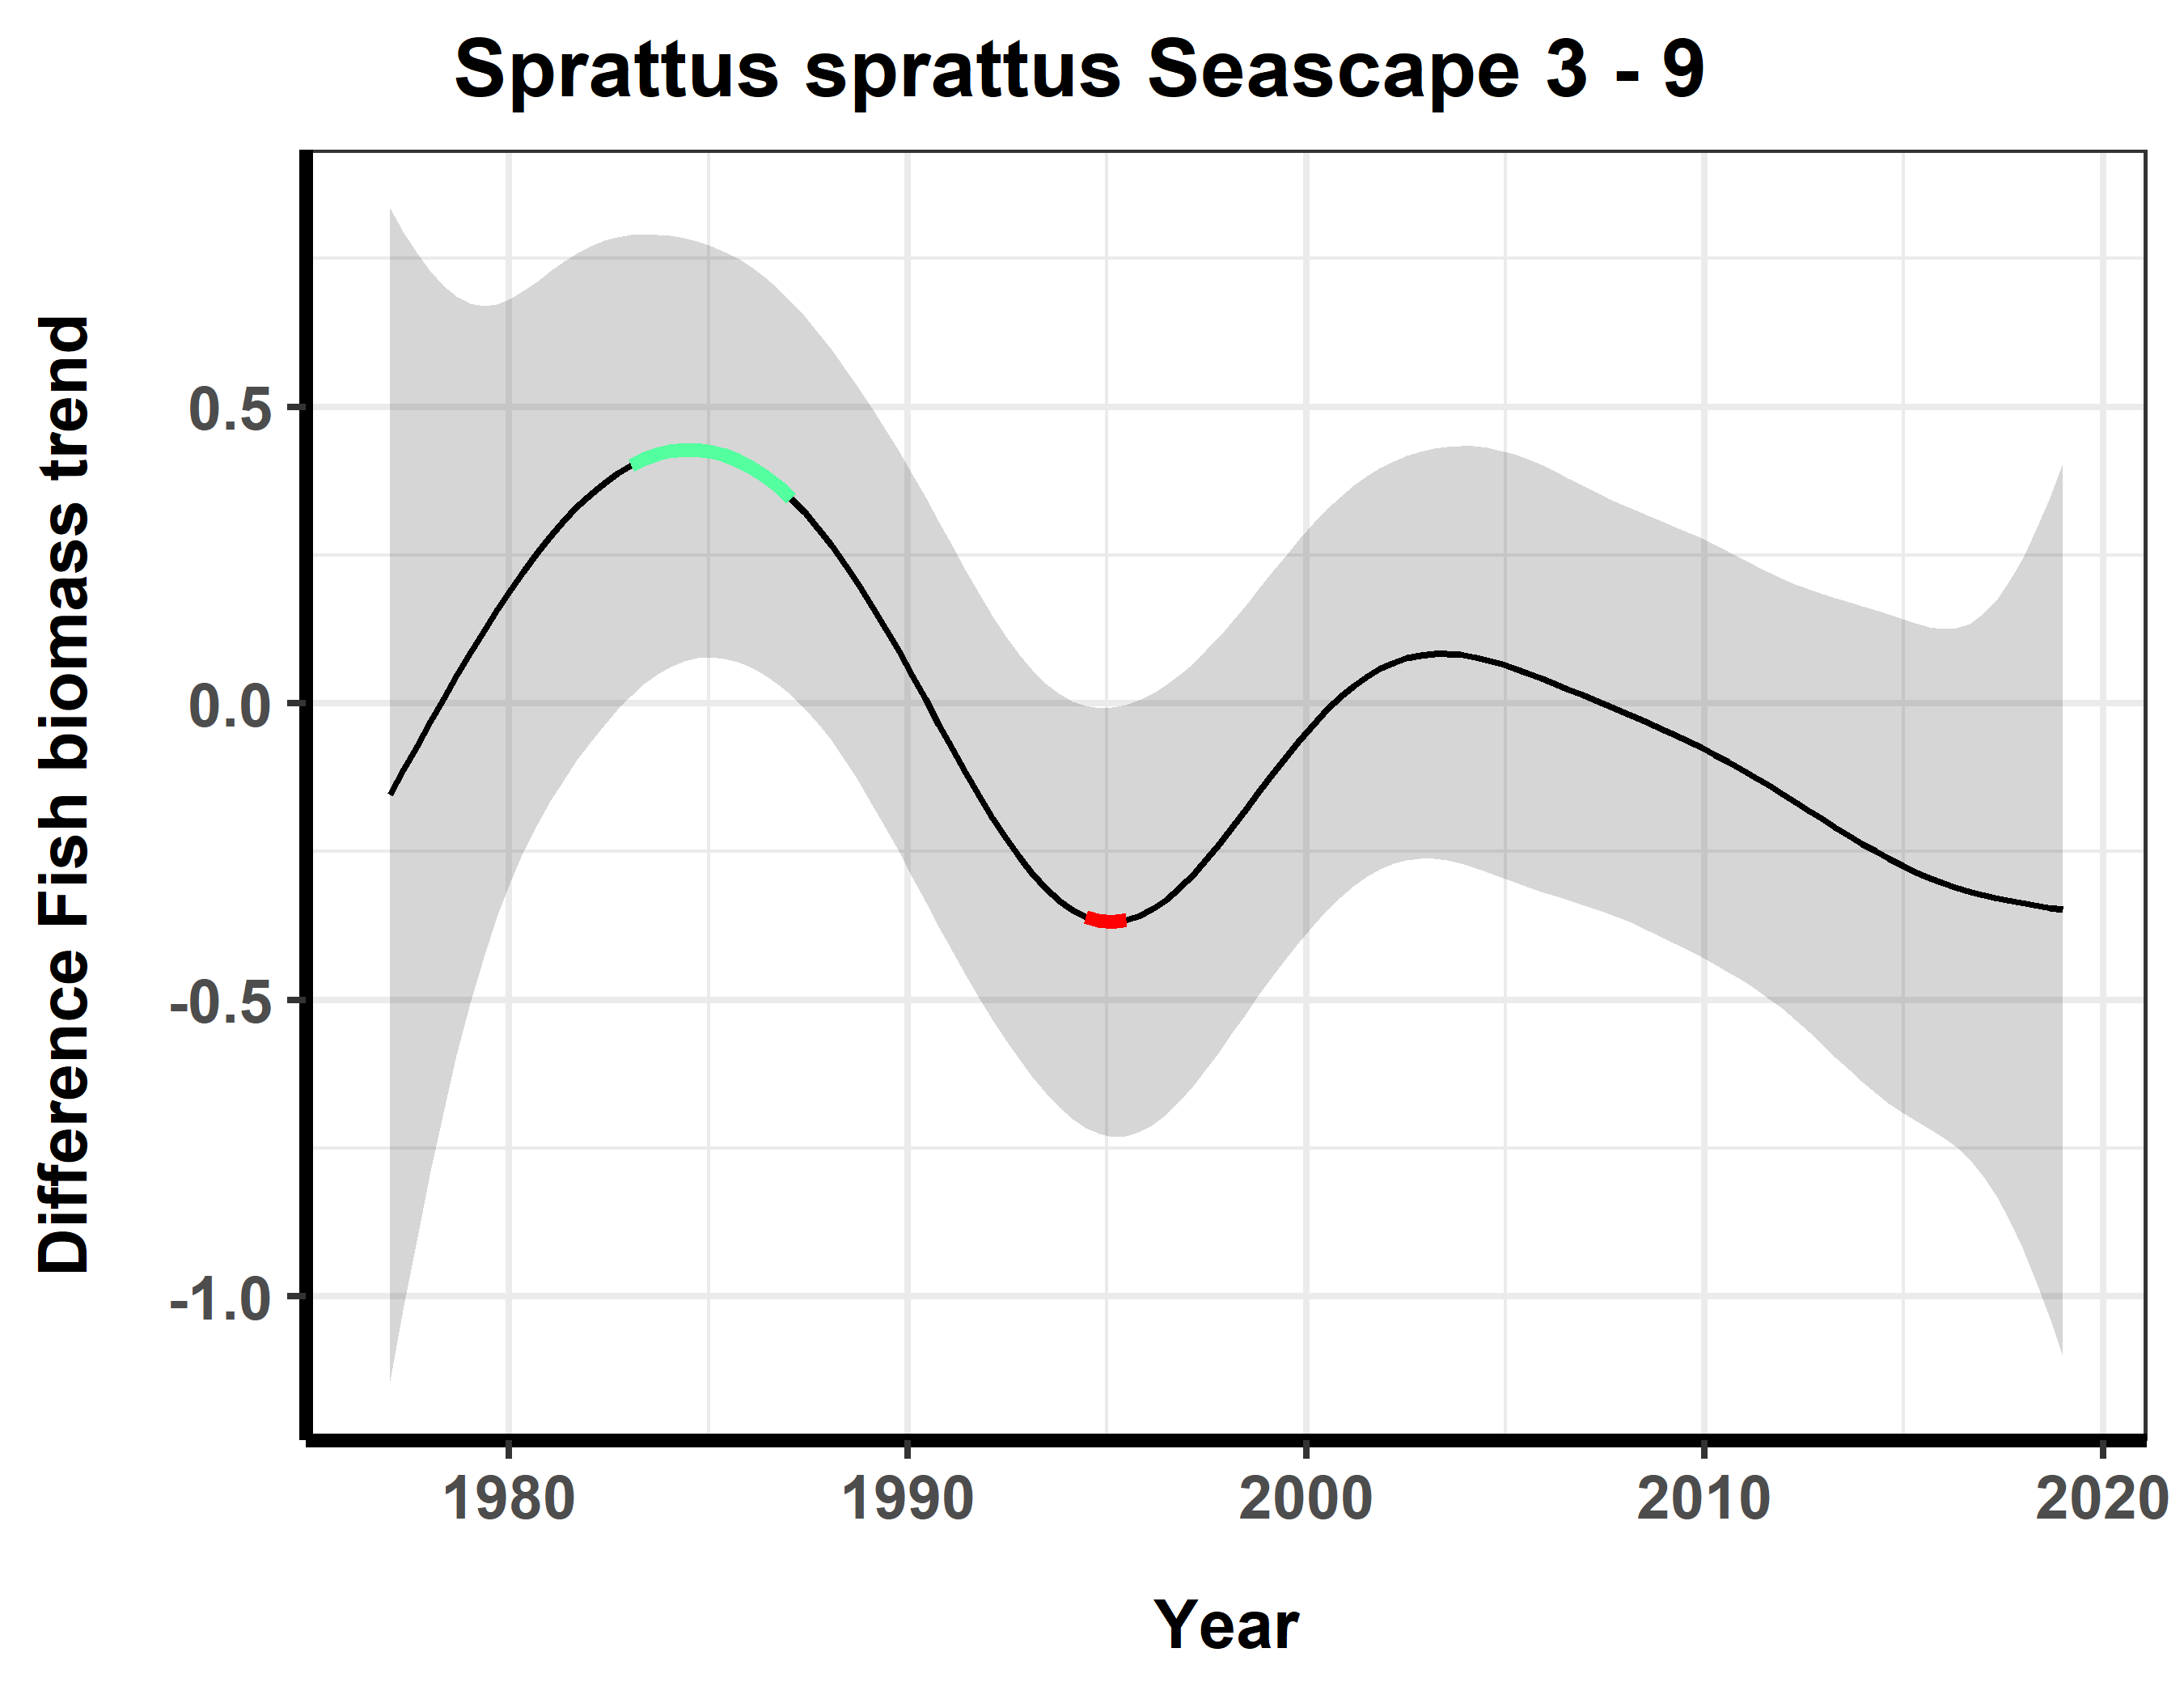 Sprattus sprattus Seascape 3 - 9
Difference Fish biomass trend
0.5
0.0
-0.5
-1.0
1980 1990 2000 2010 2020
Year